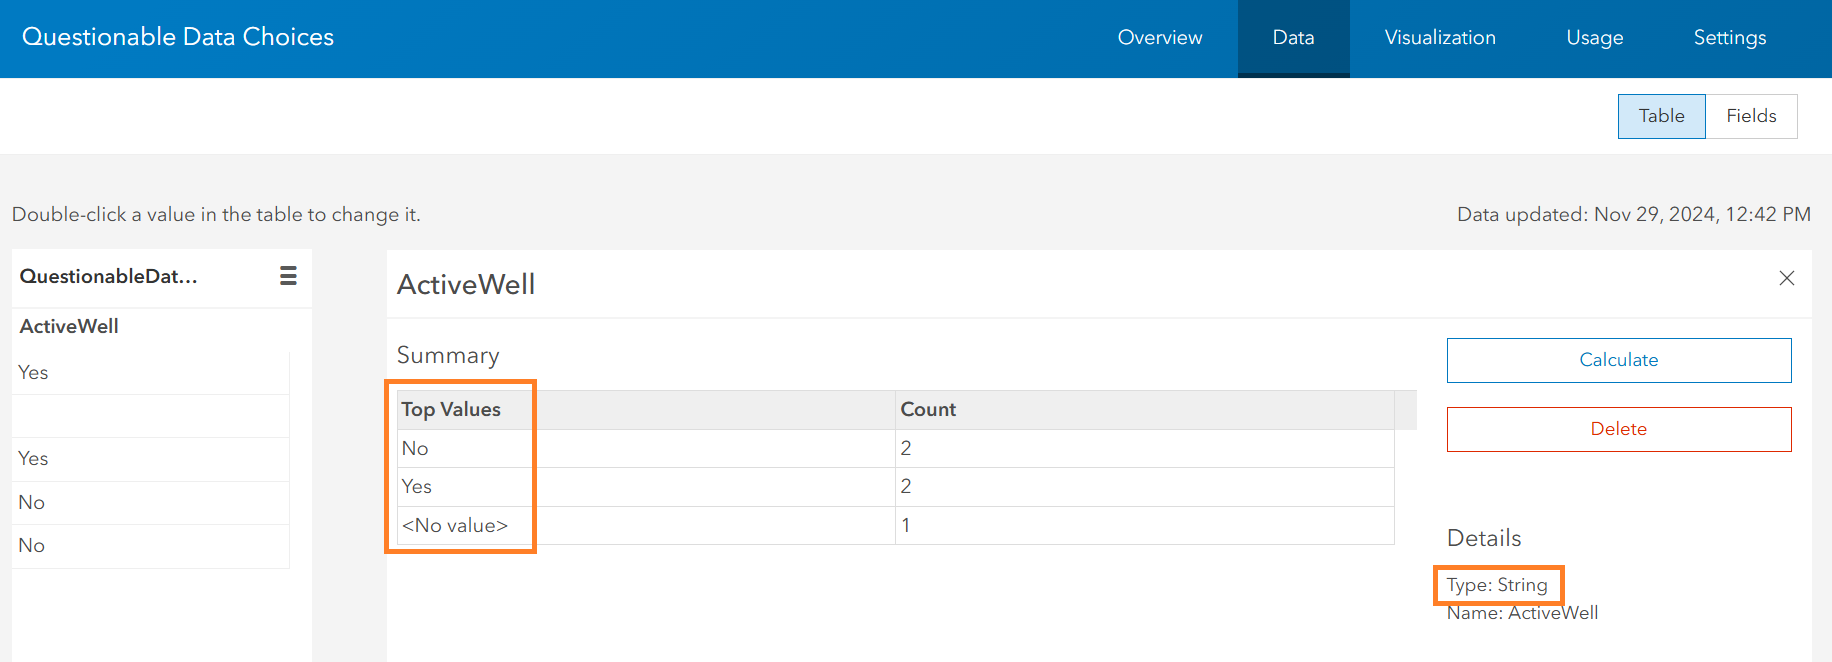 Questionable Data Choices
Overview
Data
Visualization
Usage
Settings
Table
Fields
Double-click a value in the table to change it.
Data updated: Nov 29, 2024, 12:42 PM
QuestionableDat...
ActiveWell
Yes
Yes
No
No
ActiveWell
Summary
Top Values Count
No 2
Yes 2
<No value> 1
Calculate
Delete
Details
Type: String
Name: ActiveWell